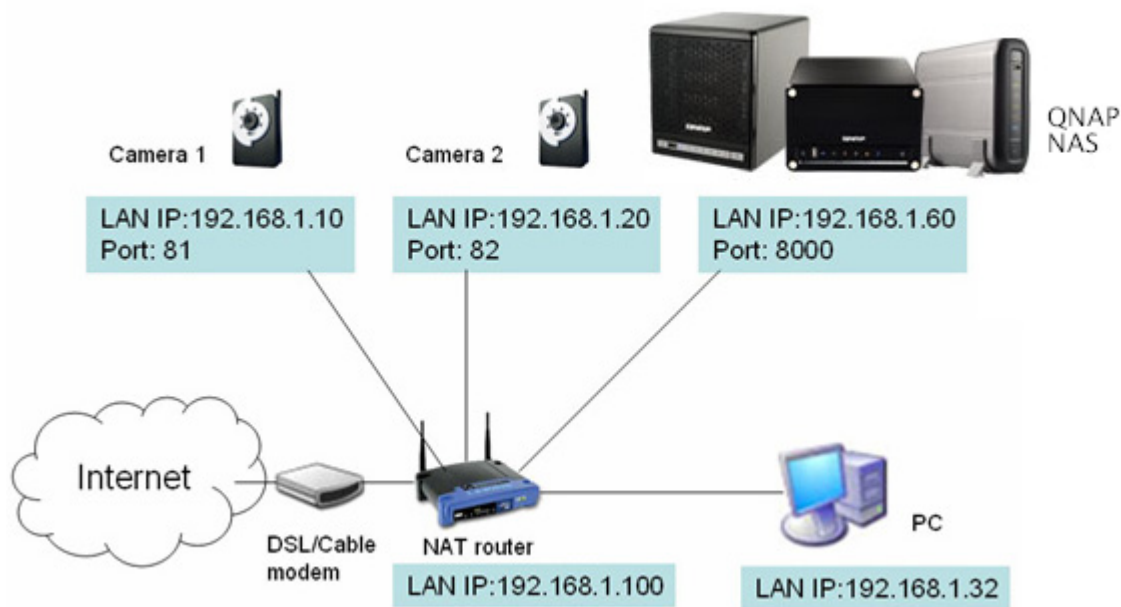 QNAP
NAS
Camera 1
Camera 2
LAN IP:192.168.1.10
Port: 81
LAN IP:192.168.1.20
Port: 82
LAN IP:192.168.1.60
Port: 8000
Internet
DSL/Cable
modem
NAT router
PC
LAN IP:192.168.1.100
LAN IP:192.168.1.32